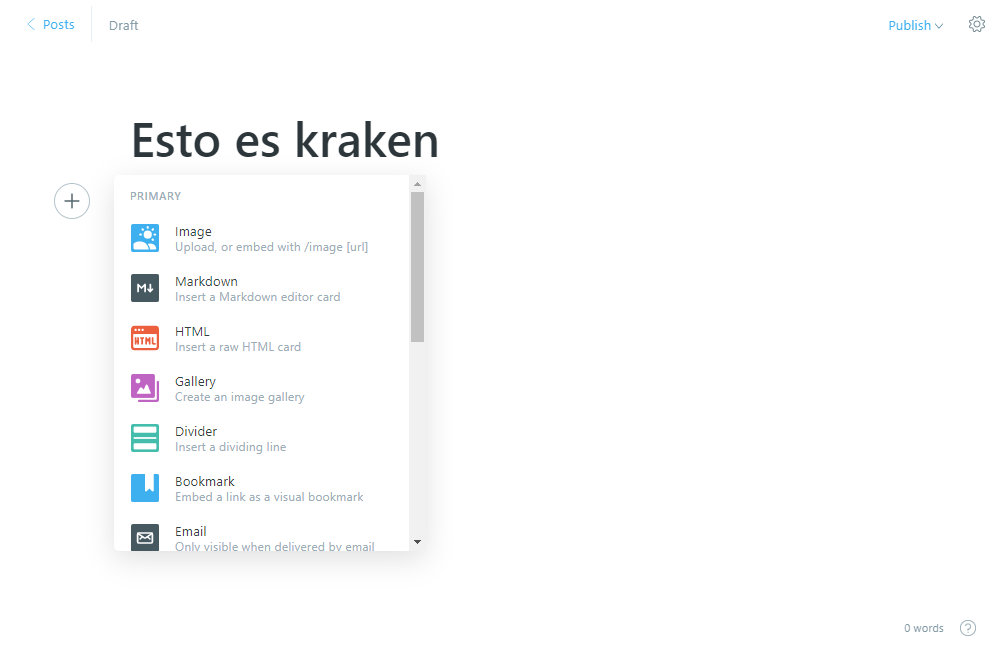 Posts
Draft
Publish
Esto es kraken
PRIMARY
Image
Upload, or embed with /image [url]
Markdown
Insert a Markdown editor card
HTML
Insert a raw HTML card
Gallery
Create an image gallery
Divider
Insert a dividing line
Bookmark
Embed a link as a visual bookmark
Email
Only visible when delivered by email
0 words
M↓
HTML
?